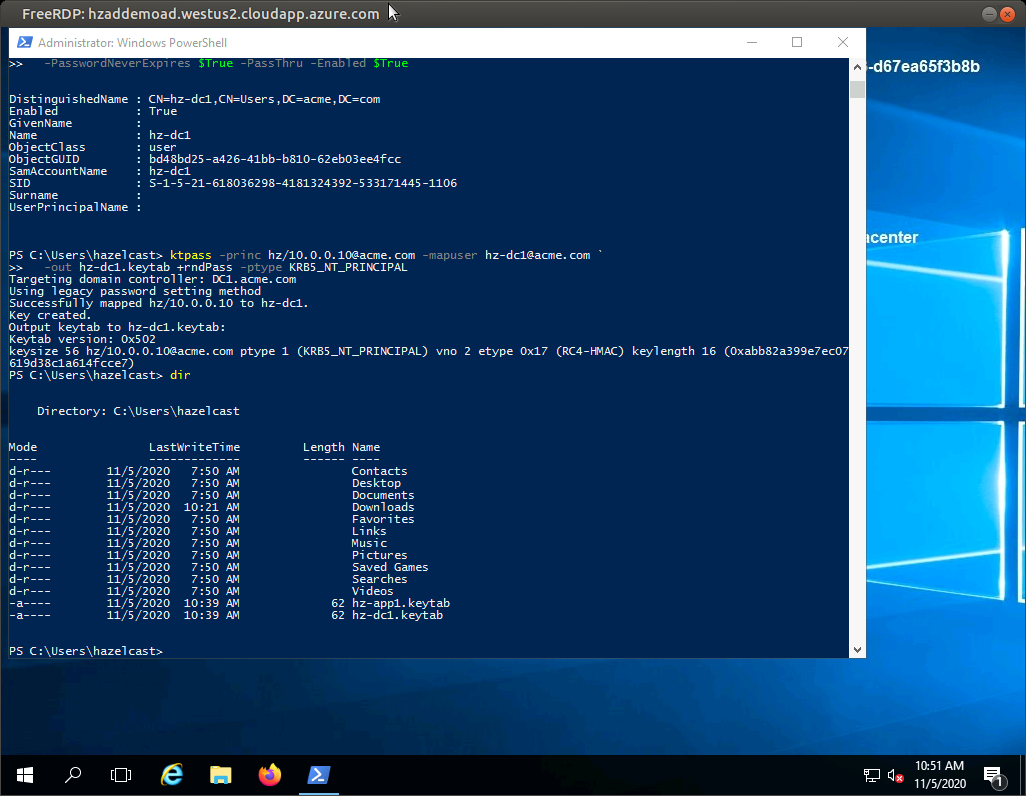 FreeRDP: hzaddemoad.westus2.cloudapp.azure.com
Administrator: Windows PowerShell
-d67ea65f3b8b
>>   -PasswordNeverExpires $True -PassThru -Enabled $True
DistinguishedName : CN=hz-dc1,CN=Users,DC=acme,DC=com
Enabled           : True
GivenName         :
Name              : hz-dc1
ObjectClass       : user
ObjectGUID        : bd48bd25-a426-41bb-b810-62eb03ee4fcc
SamAccountName    : hz-dc1
SID               : S-1-5-21-618036298-4181324392-533171445-1106
Surname           :
UserPrincipalName :
acenter
PS C:\Users\hazelcast> ktpass -princ hz/10.0.0.10@acme.com -mapuser hz-dc1@acme.com `
>>   -out hz-dc1.keytab +rndPass -ptype KRB5_NT_PRINCIPAL
Targeting domain controller: DC1.acme.com
Using legacy password setting method
Successfully mapped hz/10.0.0.10 to hz-dc1.
Key created.
Output keytab to hz-dc1.keytab:
Keytab version: 0x502
keysize 56 hz/10.0.0.10@acme.com ptype 1 (KRB5_NT_PRINCIPAL) vno 2 etype 0x17 (RC4-HMAC) keylength 16 (0xabb82a399e7ec07
619d38c1a614fcce7)
PS C:\Users\hazelcast> dir
    Directory: C:\Users\hazelcast
Mode                LastWriteTime         Length Name
----                -------------         ------ ----
d-r---        11/5/2020   7:50 AM                Contacts
d-r---        11/5/2020   7:50 AM                Desktop
d-r---        11/5/2020   7:50 AM                Documents
d-r---        11/5/2020  10:21 AM                Downloads
d-r---        11/5/2020   7:50 AM                Favorites
d-r---        11/5/2020   7:50 AM                Links
d-r---        11/5/2020   7:50 AM                Music
d-r---        11/5/2020   7:50 AM                Pictures
d-r---        11/5/2020   7:50 AM                Saved Games
d-r---        11/5/2020   7:50 AM                Searches
d-r---        11/5/2020   7:50 AM                Videos
-a----        11/5/2020  10:39 AM             62 hz-app1.keytab
-a----        11/5/2020  10:39 AM             62 hz-dc1.keytab
PS C:\Users\hazelcast>
10:51 AM
11/5/2020
1